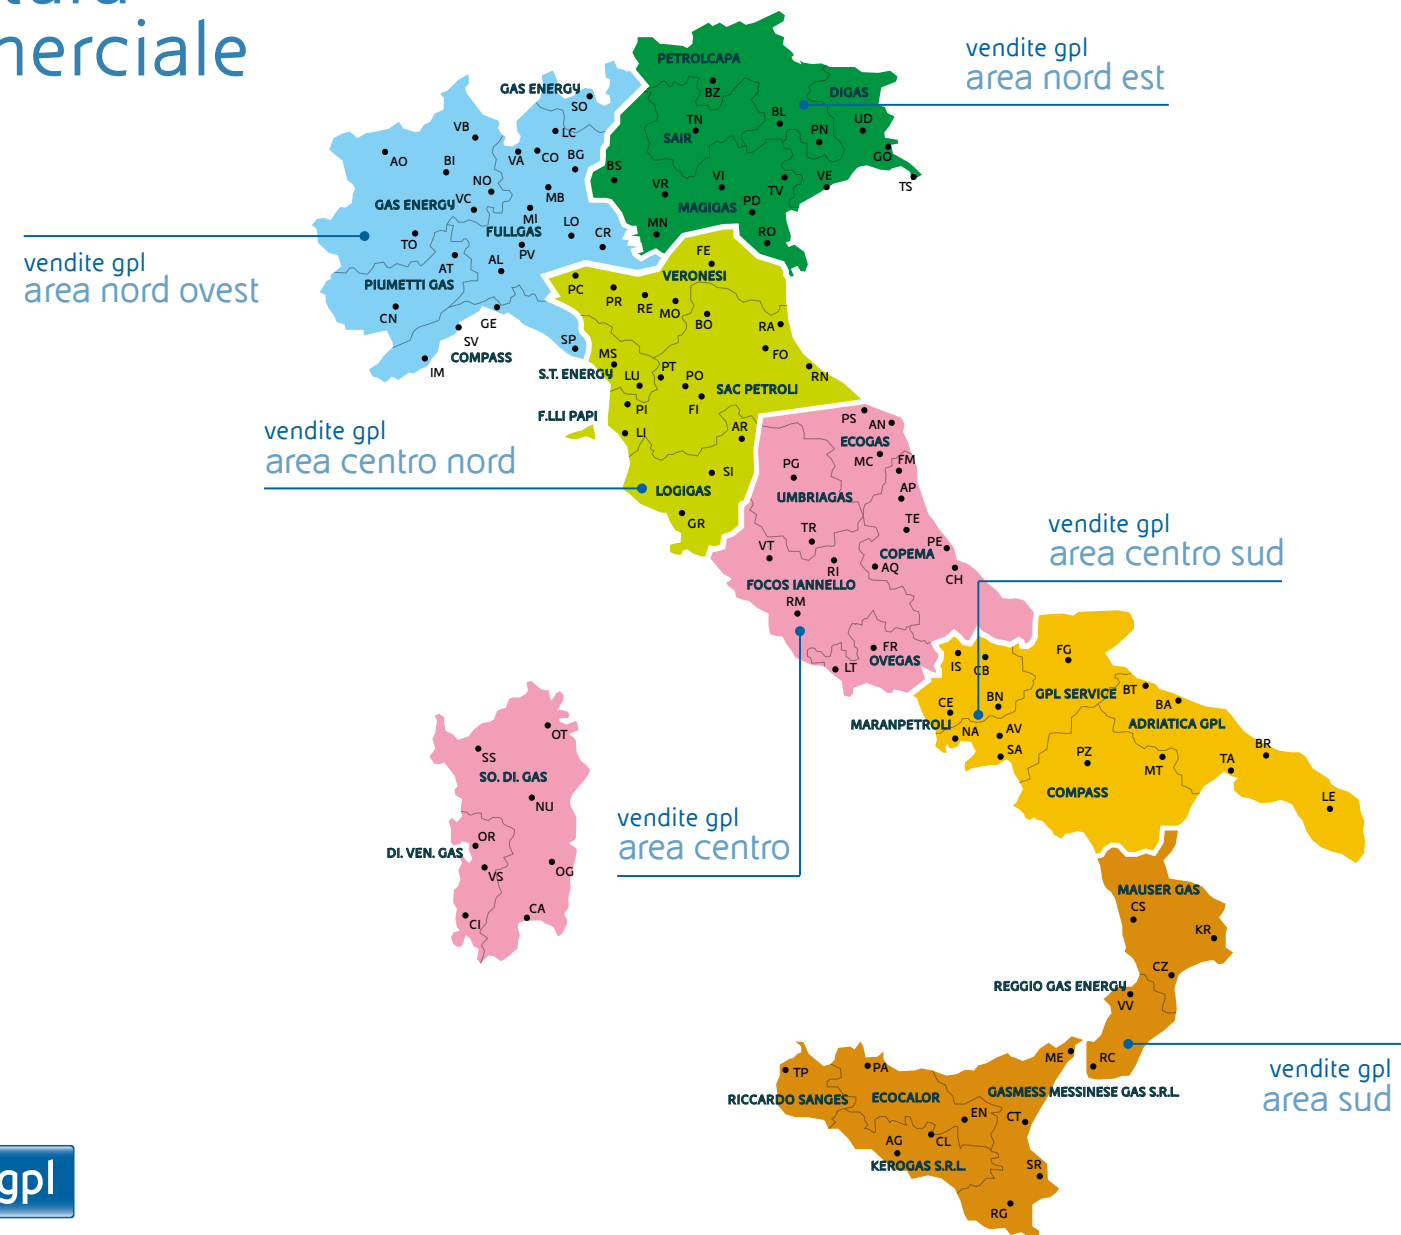 merciale
vendite gpl
area nord est
vendite gpl
area nord ovest
vendite gpl
area centro nord
vendite gpl
area centro sud
vendite gpl
area centro
vendite gpl
area sud
gpl
PETROLCAPA
BZ
DIGAS
TN
SAIR
BL
PN
UD
GO
TS
BS
VR
VI
TV
VE
MAGIGAS
PD
MN
RO
GAS ENERGY
SO
LC
VB
AO
BI
VA
CO
BG
NO
MB
GAS ENERGY
VC
MI
FULLGAS
LO
CR
TO
PV
AT
AL
PIUMETTI GAS
CN
GE
SV
COMPASS
IM
SP
FE
VERONESI
PC
PR
RE
MO
BO
RA
FO
RN
MS
S.T. ENERGY
LU
PT
PO
SAC PETROLI
F.LLI PAPI
PI
FI
LI
AR
SI
LOGIGAS
GR
PS
AN
ECOGAS
MC
FM
PG
UMBRIAGAS
AP
TE
TR
VT
PE
COPEMA
RI
AQ
CH
FOCOS IANNELLO
RM
FR
LT
OVEGAS
IS
CB
FG
CE
BN
GPL SERVICE
BT
BA
MARANPETROLI
NA
AV
ADRIATICA GPL
SA
PZ
MT
TA
BR
COMPASS
LE
OT
SS
SO. DI. GAS
NU
OR
DI. VEN. GAS
VS
OG
CI
CA
MAUSER GAS
CS
KR
CZ
REGGIO GAS ENERGY
VV
ME
RC
TP
PA
RICCARDO SANGES
ECOCALOR
GASMESS MESSINESE GAS S.R.L.
EN
CT
AG
CL
KEROGAS S.R.L.
SR
RG